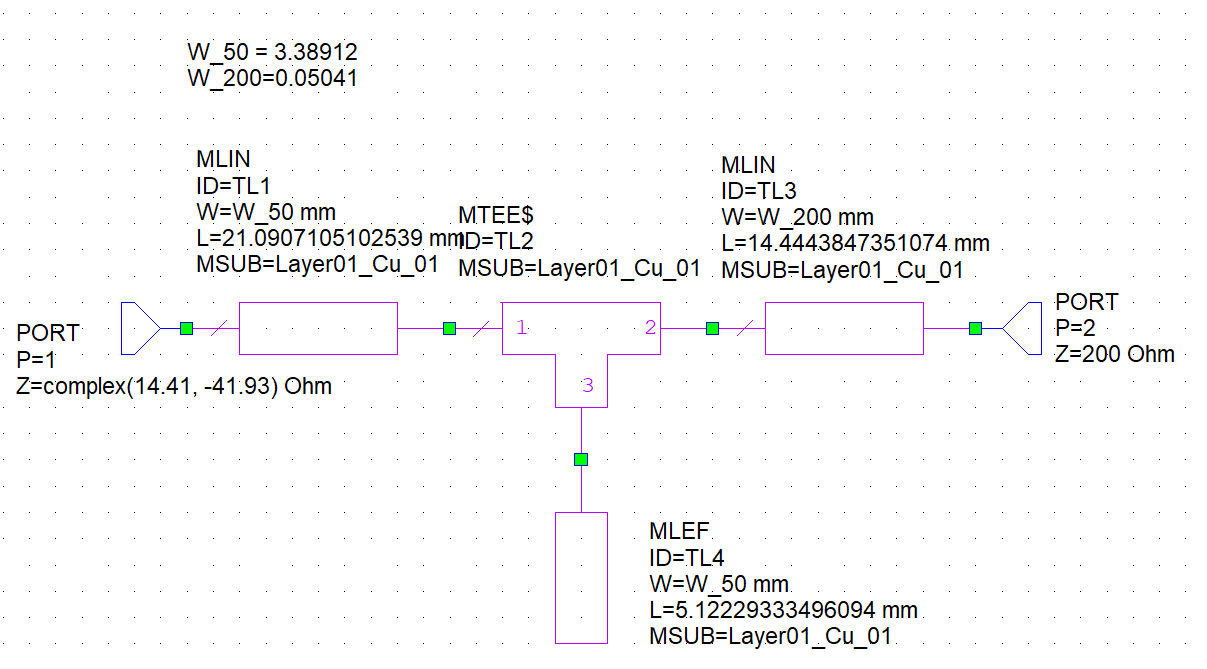 W_50 = 3.38912
W_200=0.05041
MLIN
ID=TL1
W=W_50 mm
L=21.0907105102539 mm
MSUB=Layer01_Cu_01
MTEE$
ID=TL2
MSUB=Layer01_Cu_01
MLIN
ID=TL3
W=W_200 mm
L=14.4443847351074 mm
MSUB=Layer01_Cu_01
PORT
P=1
Z=complex(14.41, -41.93) Ohm
1
2
3
PORT
P=2
Z=200 Ohm
MLEF
ID=TL4
W=W_50 mm
L=5.12229333496094 mm
MSUB=Layer01_Cu_01